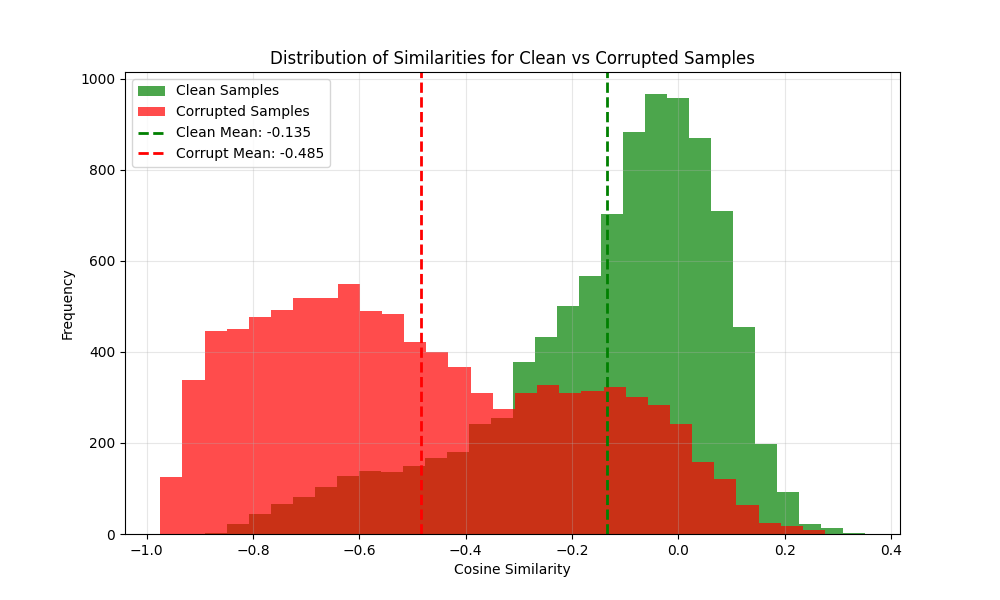 Distribution of Similarities for Clean vs Corrupted Samples
Clean Samples
Corrupted Samples
Clean Mean: -0.135
Corrupt Mean: -0.485
Frequency
1000
800
600
400
200
0
−1.0 −0.8 −0.6 −0.4 −0.2 0.0 0.2 0.4
Cosine Similarity